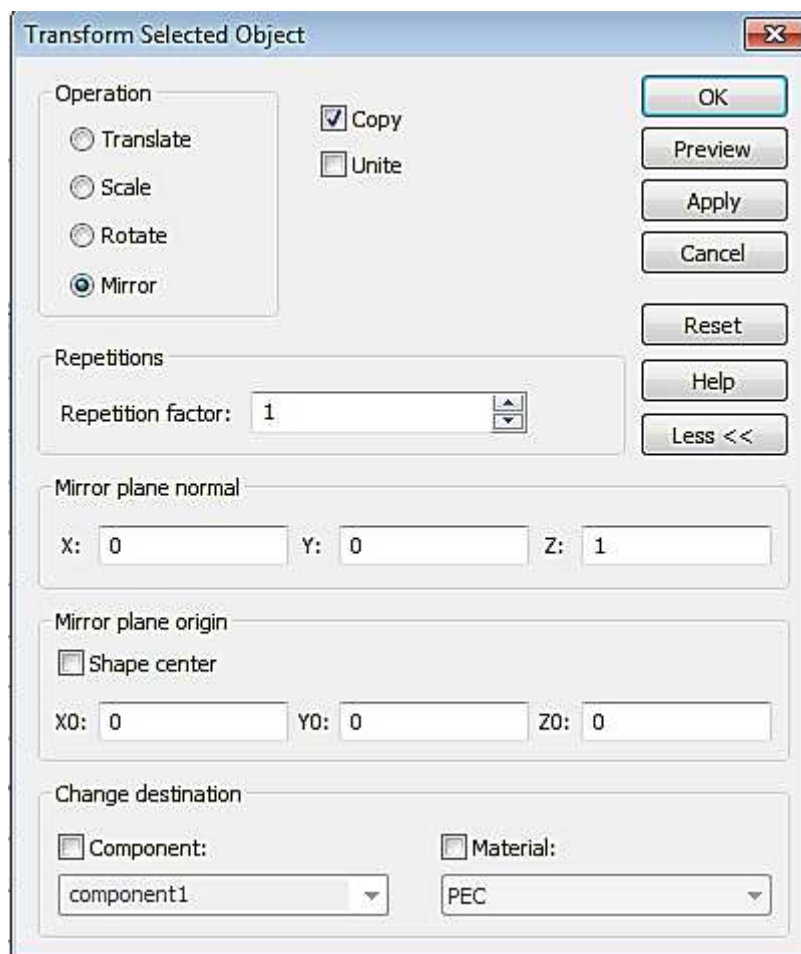 Transform Selected Object
Operation
Translate
Scale
Rotate
Mirror
Copy
Unite
OK
Preview
Apply
Cancel
Reset
Help
Less <<
Repetitions
Repetition factor: 1
Mirror plane normal
X: 0 Y: 0 Z: 1
Mirror plane origin
Shape center
X0: 0 Y0: 0 Z0: 0
Change destination
Component: Material:
component1 PEC